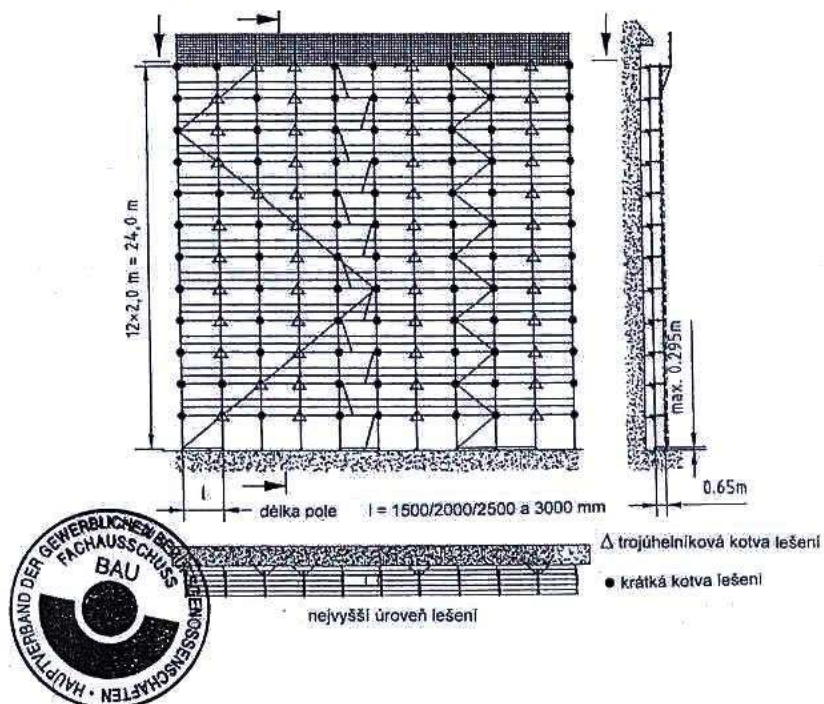 12×2,0 m = 24,0 m
max. 0.295m
0.65m
délka pole l = 1500/2000/2500 a 3000 mm
△ trojúhelníková kotva lešení
● krátká kotva lešení
nejvyšší úroveň lešení
HAUPTVERBAND DER GEWERBLICHEN BERUFSGENOSSENSCHAFTEN •
FACHAUSSCHUSS
BAU